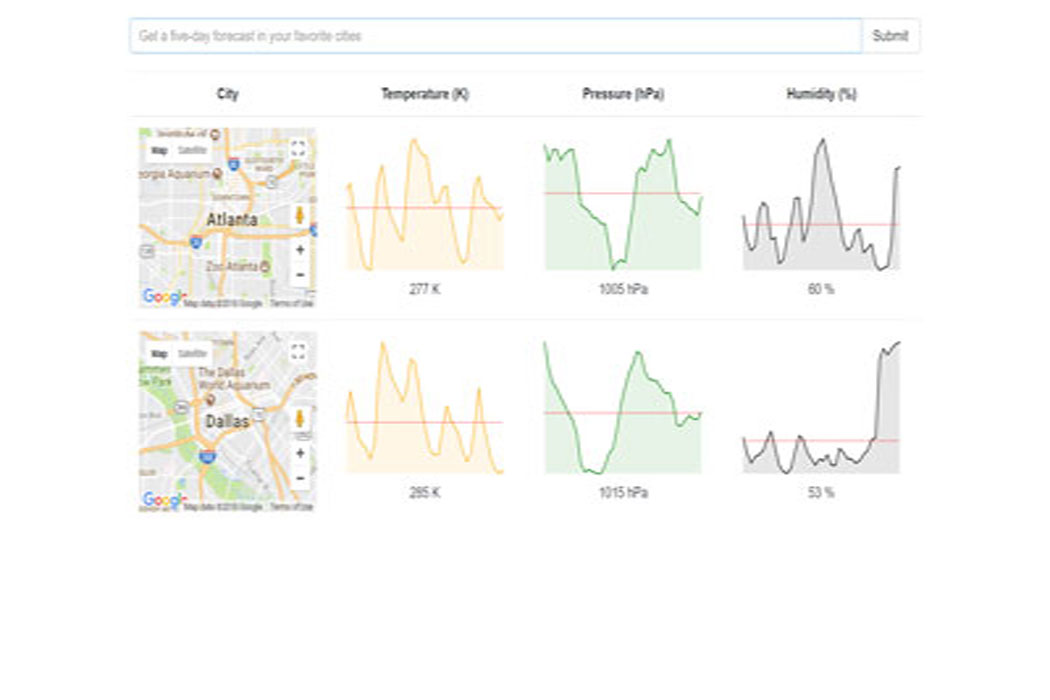 Get a five-day forecast in your favorite cities Submit
City Temperature (K) Pressure (hPa) Humidity (%)
Map Satellite
Georgia Aquarium
Atlanta
Zoo Atlanta
+
−
Google Map data ©2018 Google Terms of Use
277 K 1005 hPa 60 %
Map Satellite
The Dallas
World Aquarium
Dallas
+
−
Google Map data ©2018 Google Terms of Use
285 K 1015 hPa 53 %